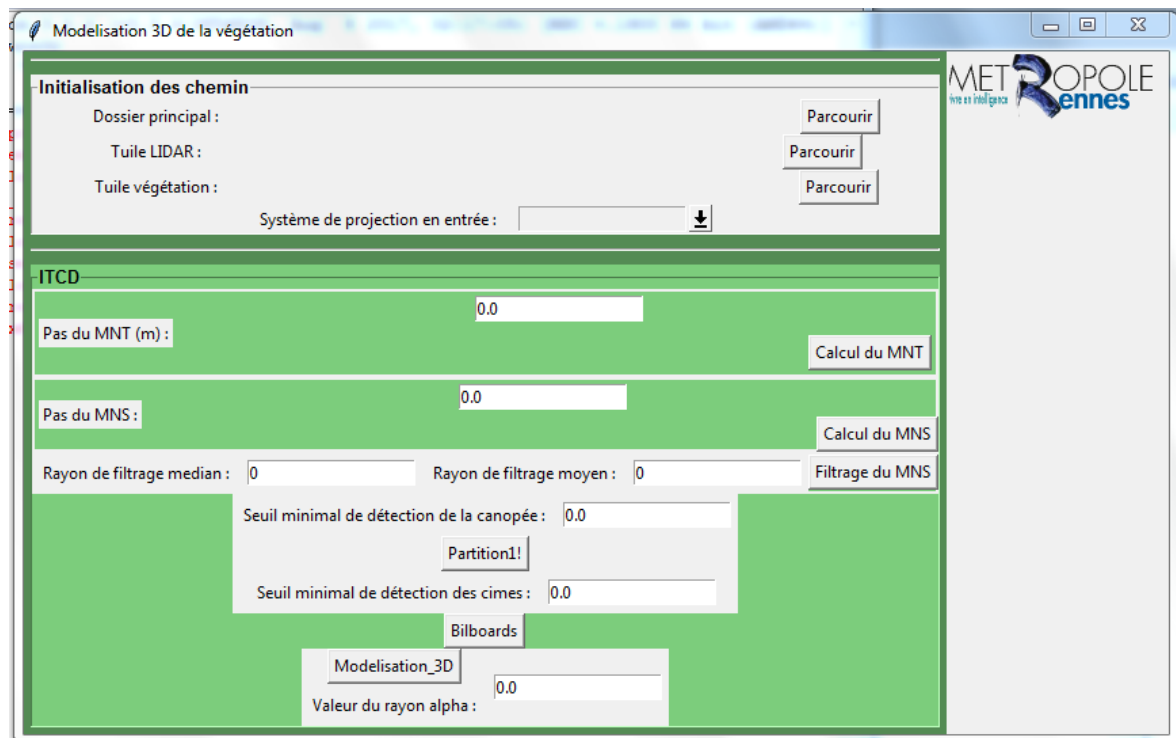 Modelisation 3D de la végétation
METROPOLE
vivre en intelligence
Rennes
Initialisation des chemin
Dossier principal : Parcourir
Tuile LIDAR : Parcourir
Tuile végétation : Parcourir
Système de projection en entrée :
ITCD
0.0
Pas du MNT (m) :
Calcul du MNT
0.0
Pas du MNS :
Calcul du MNS
Rayon de filtrage median : 0 Rayon de filtrage moyen : 0 Filtrage du MNS
Seuil minimal de détection de la canopée : 0.0
Partition1!
Seuil minimal de détection des cimes : 0.0
Bilboards
Modelisation_3D
0.0
Valeur du rayon alpha :